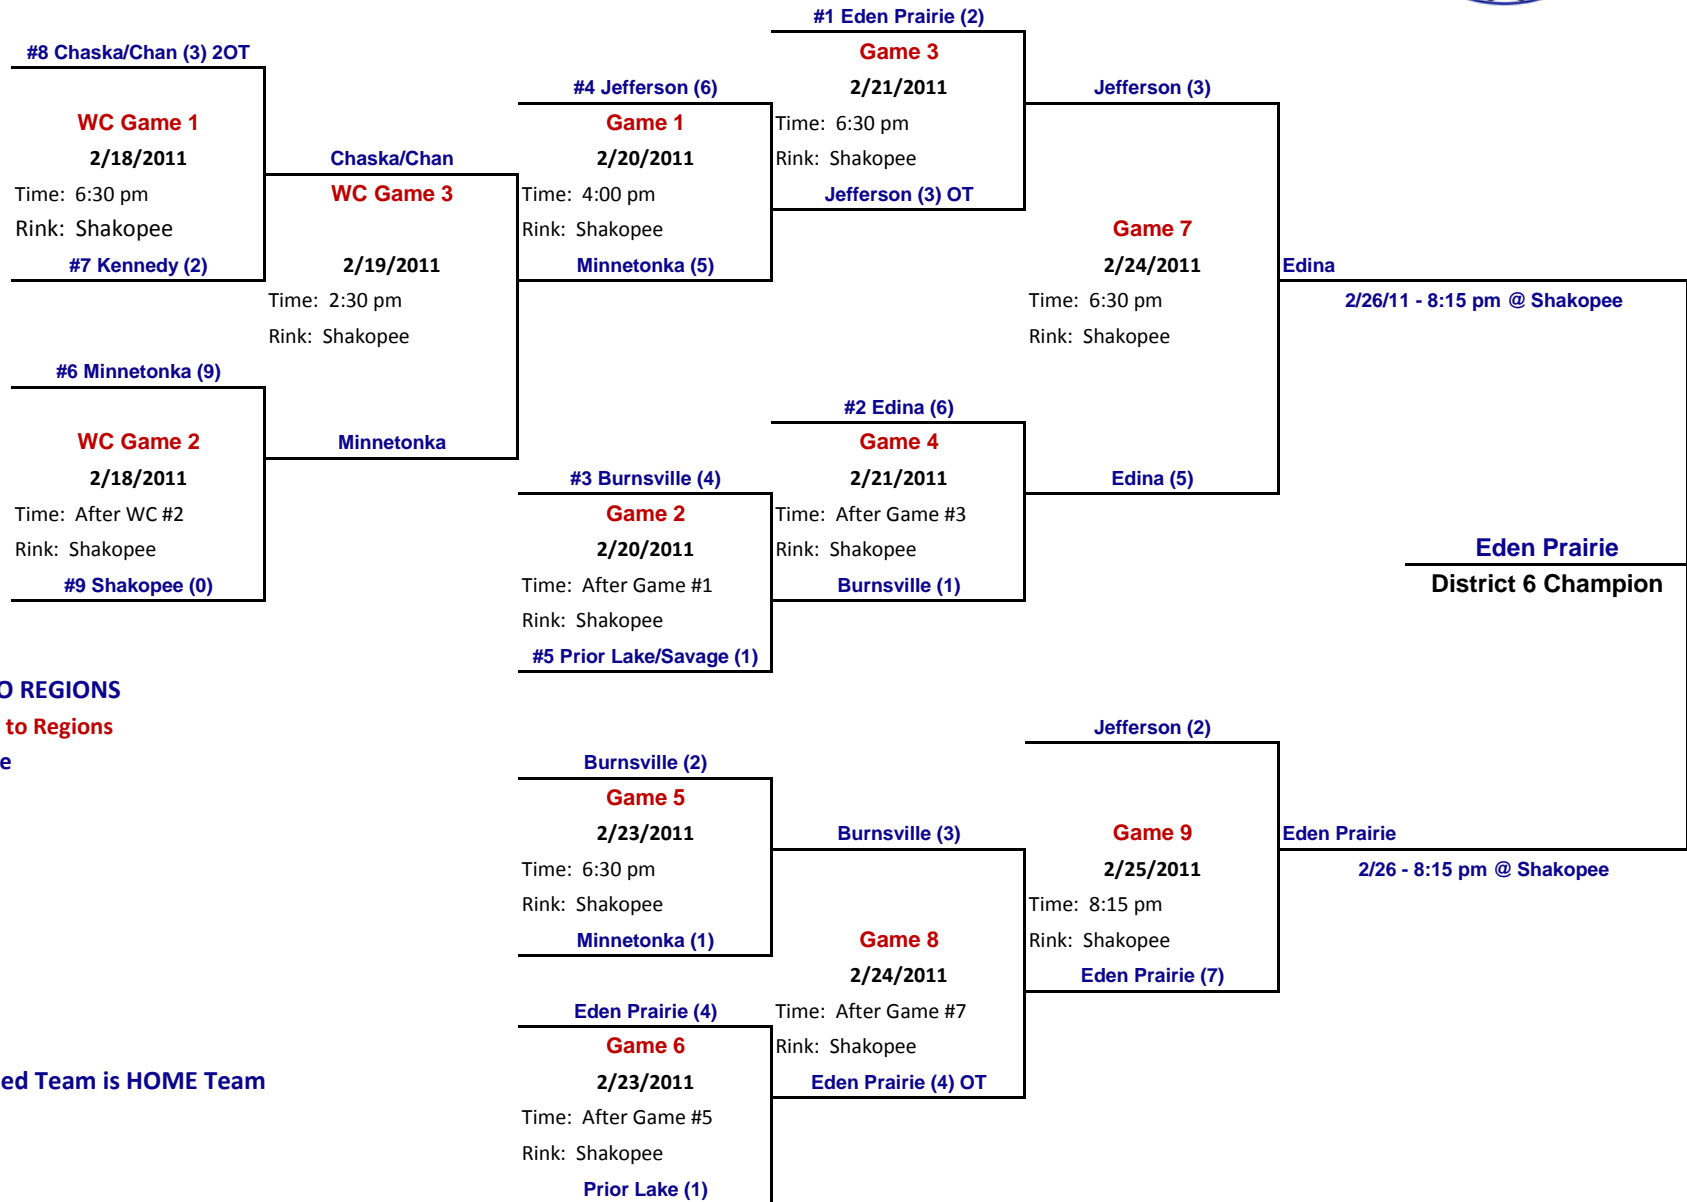 #1 Eden Prairie (2)
#8 Chaska/Chan (3) 2OT
Game 3
#4 Jefferson (6)
2/21/2011
Jefferson (3)
WC Game 1
Game 1
Time: 6:30 pm
2/18/2011
Chaska/Chan
2/20/2011
Rink: Shakopee
Time: 6:30 pm
WC Game 3
Time: 4:00 pm
Jefferson (3) OT
Rink: Shakopee
Rink: Shakopee
Game 7
#7 Kennedy (2)
2/19/2011
Minnetonka (5)
2/24/2011
Edina
Time: 2:30 pm
Time: 6:30 pm
2/26/11 - 8:15 pm @ Shakopee
Rink: Shakopee
Rink: Shakopee
#6 Minnetonka (9)
#2 Edina (6)
WC Game 2
Minnetonka
Game 4
2/18/2011
#3 Burnsville (4)
2/21/2011
Edina (5)
Time: After WC #2
Game 2
Time: After Game #3
Rink: Shakopee
2/20/2011
Rink: Shakopee
Eden Prairie
#9 Shakopee (0)
Time: After Game #1
Burnsville (1)
District 6 Champion
Rink: Shakopee
#5 Prior Lake/Savage (1)
O REGIONS
to Regions
Jefferson (2)
e
Burnsville (2)
Game 5
2/23/2011
Burnsville (3)
Game 9
Eden Prairie
Time: 6:30 pm
2/25/2011
2/26 - 8:15 pm @ Shakopee
Rink: Shakopee
Time: 8:15 pm
Minnetonka (1)
Game 8
Rink: Shakopee
2/24/2011
Eden Prairie (7)
Eden Prairie (4)
Time: After Game #7
Game 6
Rink: Shakopee
ed Team is HOME Team
2/23/2011
Eden Prairie (4) OT
Time: After Game #5
Rink: Shakopee
Prior Lake (1)